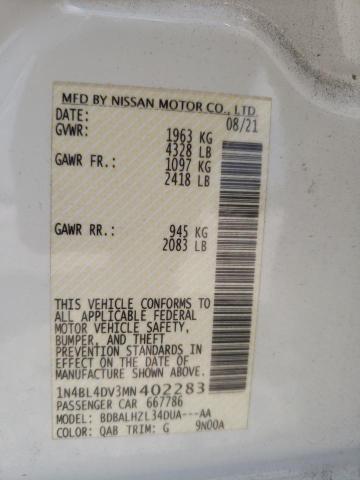 MFD BY NISSAN MOTOR CO., LTD
DATE: 08/21
GVWR: 1963 KG
4328 LB
GAWR FR.: 1097 KG
2418 LB
GAWR RR.: 945 KG
2083 LB
THIS VEHICLE CONFORMS TO
ALL APPLICABLE FEDERAL
MOTOR VEHICLE SAFETY,
BUMPER, AND THEFT
PREVENTION STANDARDS IN
EFFECT ON THE DATE OF
MANUFACTURE SHOWN ABOVE.
1N4BL4DV3MN402283
PASSENGER CAR 667786
MODEL: BDBALHZL34DUA---AA
COLOR: QAB TRIM: G 9N00A